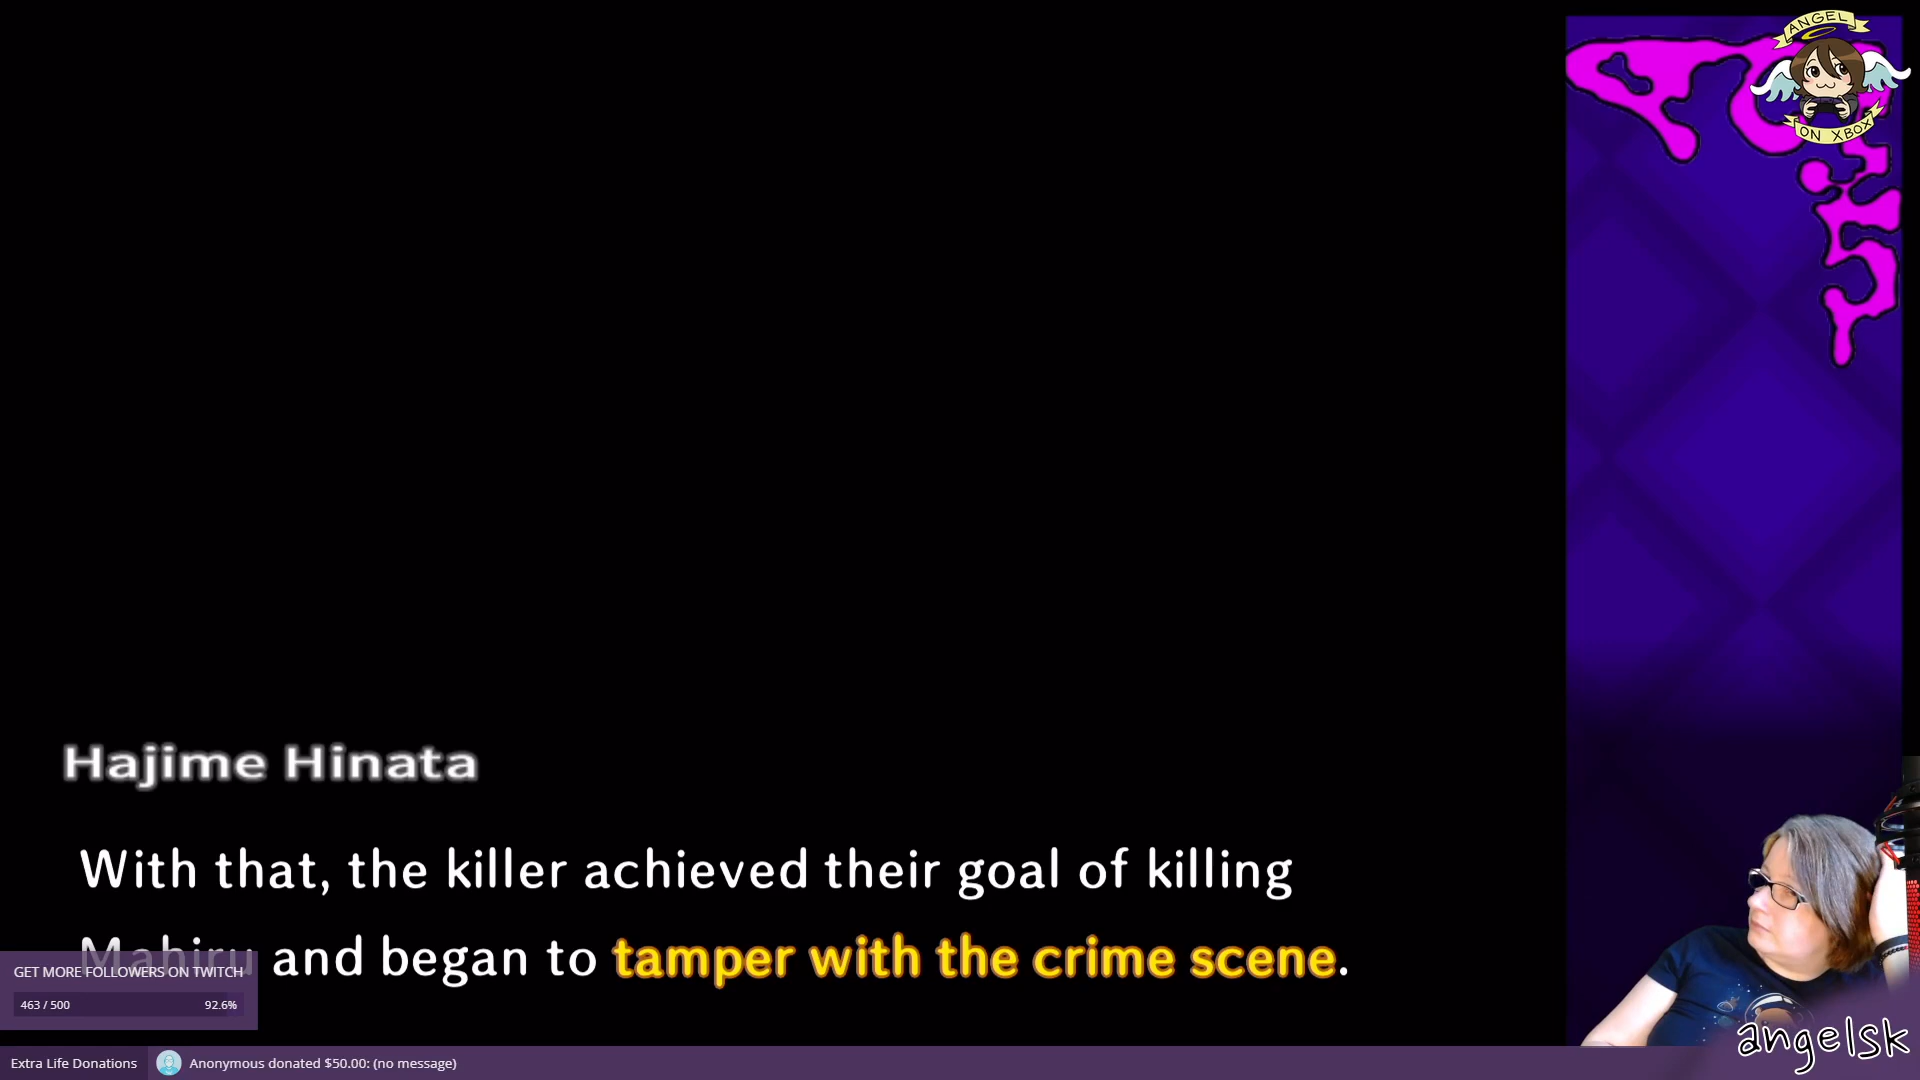 ANGEL
ON XBOX
Hajime Hinata
With that, the killer achieved their goal of killing
Mahiru and began to tamper with the crime scene.
GET MORE FOLLOWERS ON TWITCH
463 / 500
92.6%
angelsk
Extra Life Donations
Anonymous donated $50.00: (no message)